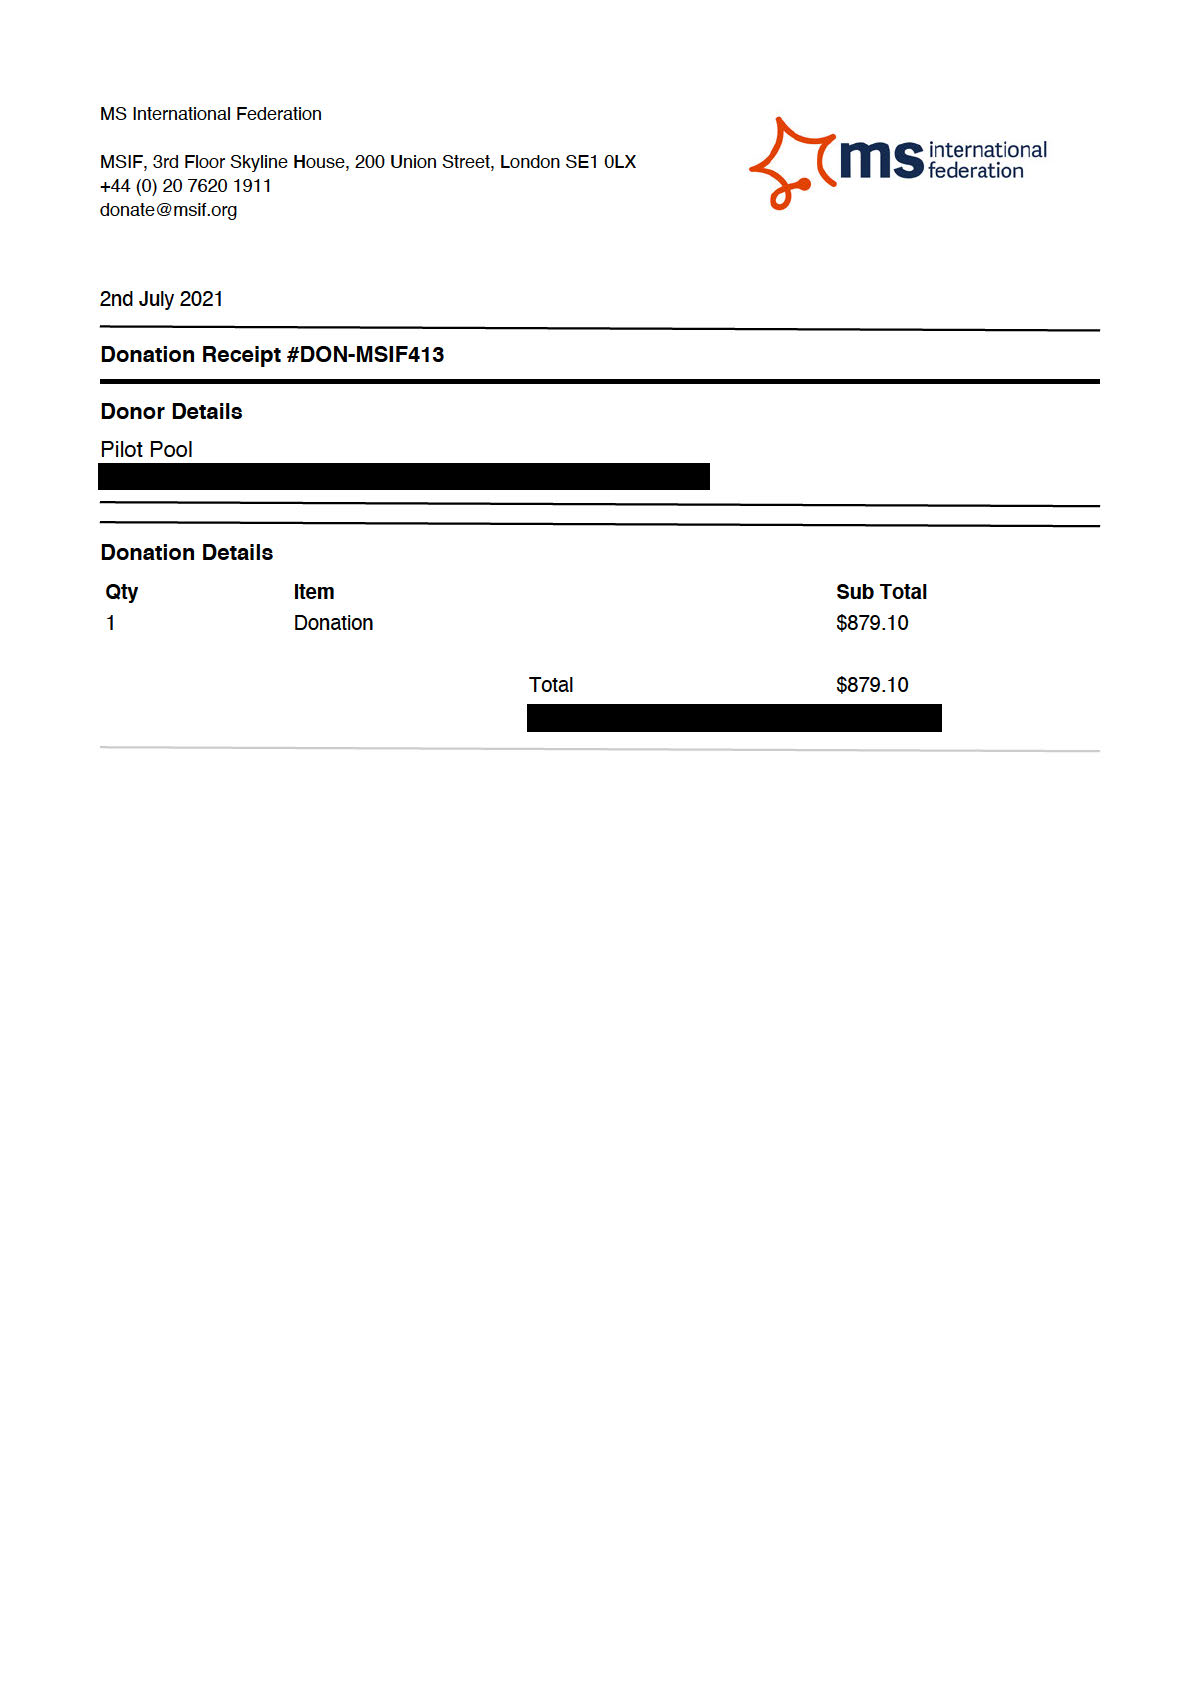 MS International Federation
MSIF, 3rd Floor Skyline House, 200 Union Street, London SE1 0LX
+44 (0) 20 7620 1911
donate@msif.org
ms international
federation
2nd July 2021
Donation Receipt #DON-MSIF413
Donor Details
Pilot Pool
Donation Details
Qty Item Sub Total
1 Donation $879.10
Total $879.10